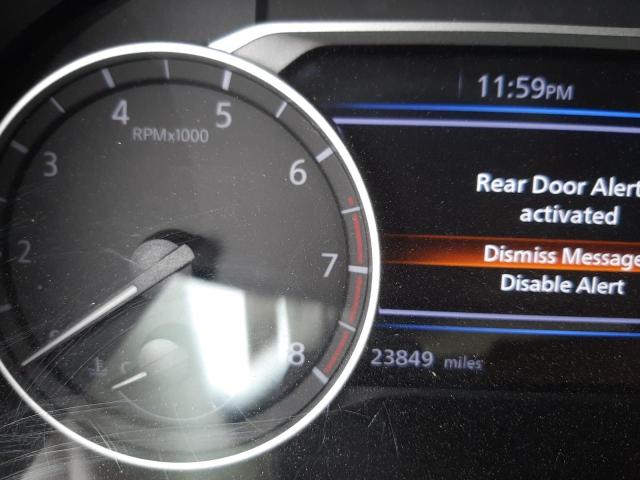 11:59PM
4
5
RPMx1000
3
6
Rear Door Alert
activated
2
7
Dismiss Message
Disable Alert
8
23849 miles
C